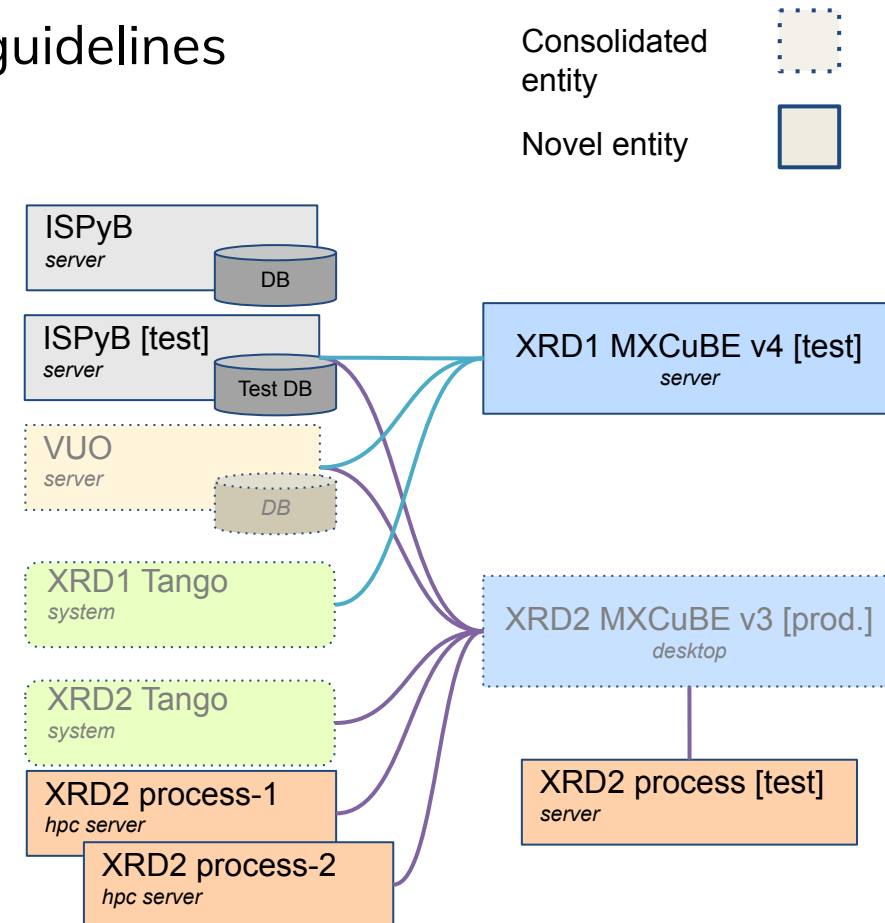 guidelines
Consolidated
entity
Novel entity
ISPyB
server
DB
ISPyB [test]
server
Test DB
VUO
server
DB
XRD1 Tango
system
XRD2 Tango
system
XRD2 process-1
hpc server
XRD2 process-2
hpc server
XRD1 MXCuBE v4 [test]
server
XRD2 MXCuBE v3 [prod.]
desktop
XRD2 process [test]
server